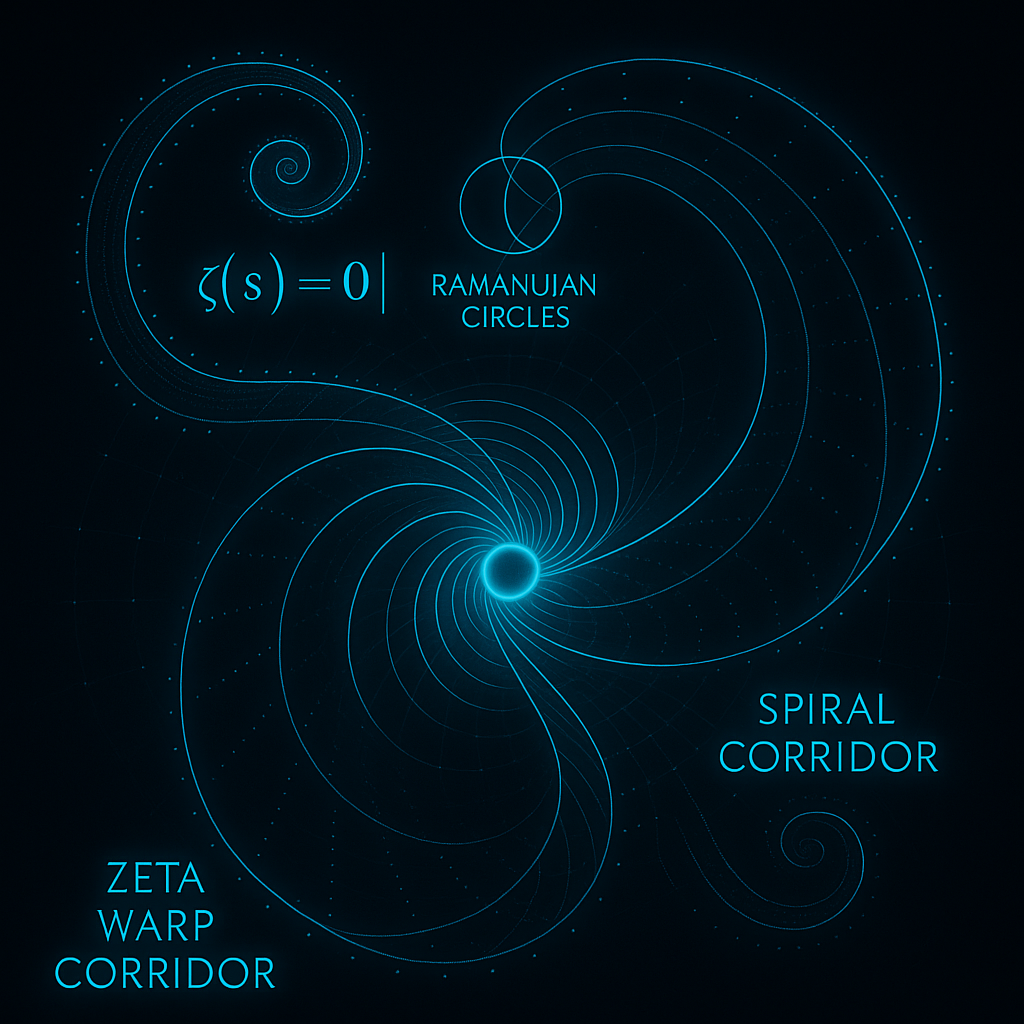 ζ(s) = 0|
RAMANUJAN
CIRCLES
SPIRAL
CORRIDOR
ZETA
WARP
CORRIDOR